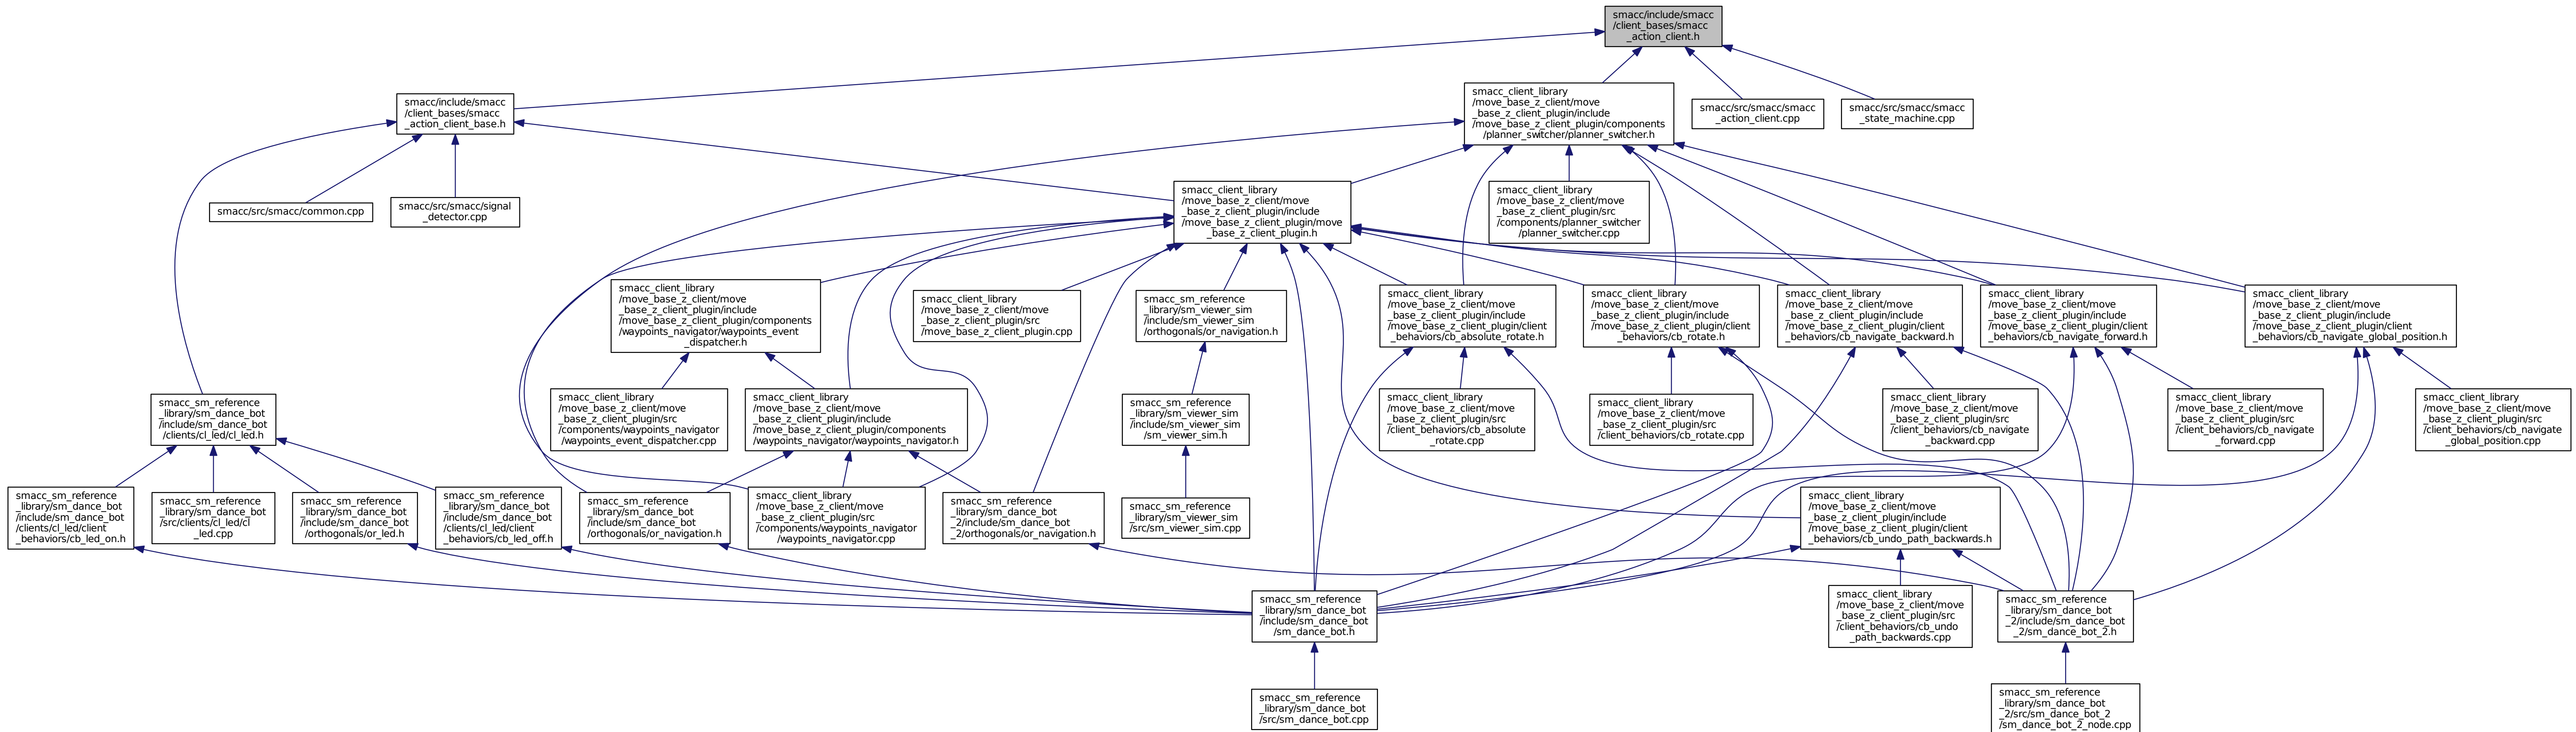 smacc/include/smacc
/client_bases/smacc
_action_client.h
smacc_client_library
/move_base_z_client/move
_base_z_client_plugin/include
/move_base_z_client_plugin/components
/planner_switcher/planner_switcher.h
smacc/include/smacc
/client_bases/smacc
_action_client_base.h
smacc/src/smacc/smacc
_action_client.cpp
smacc/src/smacc/smacc
_state_machine.cpp
smacc_client_library
/move_base_z_client/move
_base_z_client_plugin/include
/move_base_z_client_plugin/move
_base_z_client_plugin.h
smacc_client_library
/move_base_z_client/move
_base_z_client_plugin/src
/components/planner_switcher
/planner_switcher.cpp
smacc/src/smacc/common.cpp
smacc/src/smacc/signal
_detector.cpp
smacc_client_library
/move_base_z_client/move
_base_z_client_plugin/include
/move_base_z_client_plugin/components
/waypoints_navigator/waypoints_event
_dispatcher.h
smacc_client_library
/move_base_z_client/move
_base_z_client_plugin/src
/move_base_z_client_plugin.cpp
smacc_sm_reference
_library/sm_viewer_sim
/include/sm_viewer_sim
/orthogonals/or_navigation.h
smacc_client_library
/move_base_z_client/move
_base_z_client_plugin/include
/move_base_z_client_plugin/client
_behaviors/cb_absolute_rotate.h
smacc_client_library
/move_base_z_client/move
_base_z_client_plugin/include
/move_base_z_client_plugin/client
_behaviors/cb_rotate.h
smacc_client_library
/move_base_z_client/move
_base_z_client_plugin/include
/move_base_z_client_plugin/client
_behaviors/cb_navigate_backward.h
smacc_client_library
/move_base_z_client/move
_base_z_client_plugin/include
/move_base_z_client_plugin/client
_behaviors/cb_navigate_forward.h
smacc_client_library
/move_base_z_client/move
_base_z_client_plugin/include
/move_base_z_client_plugin/client
_behaviors/cb_navigate_global_position.h
smacc_sm_reference
_library/sm_dance_bot
/include/sm_dance_bot
/clients/cl_led/cl_led.h
smacc_client_library
/move_base_z_client/move
_base_z_client_plugin/src
/components/waypoints_navigator
/waypoints_event_dispatcher.cpp
smacc_client_library
/move_base_z_client/move
_base_z_client_plugin/include
/move_base_z_client_plugin/components
/waypoints_navigator/waypoints_navigator.h
smacc_sm_reference
_library/sm_viewer_sim
/include/sm_viewer_sim
/sm_viewer_sim.h
smacc_client_library
/move_base_z_client/move
_base_z_client_plugin/src
/client_behaviors/cb_absolute
_rotate.cpp
smacc_client_library
/move_base_z_client/move
_base_z_client_plugin/src
/client_behaviors/cb_rotate.cpp
smacc_client_library
/move_base_z_client/move
_base_z_client_plugin/src
/client_behaviors/cb_navigate
_backward.cpp
smacc_client_library
/move_base_z_client/move
_base_z_client_plugin/src
/client_behaviors/cb_navigate
_forward.cpp
smacc_client_library
/move_base_z_client/move
_base_z_client_plugin/src
/client_behaviors/cb_navigate
_global_position.cpp
smacc_sm_reference
_library/sm_dance_bot
/include/sm_dance_bot
/clients/cl_led/client
_behaviors/cb_led_on.h
smacc_sm_reference
_library/sm_dance_bot
/src/clients/cl_led/cl
_led.cpp
smacc_sm_reference
_library/sm_dance_bot
/include/sm_dance_bot
/orthogonals/or_led.h
smacc_sm_reference
_library/sm_dance_bot
/include/sm_dance_bot
/clients/cl_led/client
_behaviors/cb_led_off.h
smacc_sm_reference
_library/sm_dance_bot
/include/sm_dance_bot
/orthogonals/or_navigation.h
smacc_client_library
/move_base_z_client/move
_base_z_client_plugin/src
/components/waypoints_navigator
/waypoints_navigator.cpp
smacc_sm_reference
_library/sm_dance_bot
_2/include/sm_dance_bot
_2/orthogonals/or_navigation.h
smacc_sm_reference
_library/sm_viewer_sim
/src/sm_viewer_sim.cpp
smacc_client_library
/move_base_z_client/move
_base_z_client_plugin/include
/move_base_z_client_plugin/client
_behaviors/cb_undo_path_backwards.h
smacc_sm_reference
_library/sm_dance_bot
/include/sm_dance_bot
/sm_dance_bot.h
smacc_client_library
/move_base_z_client/move
_base_z_client_plugin/src
/client_behaviors/cb_undo
_path_backwards.cpp
smacc_sm_reference
_library/sm_dance_bot
_2/include/sm_dance_bot
_2/sm_dance_bot_2.h
smacc_sm_reference
_library/sm_dance_bot
/src/sm_dance_bot.cpp
smacc_sm_reference
_library/sm_dance_bot
_2/src/sm_dance_bot_2
/sm_dance_bot_2_node.cpp